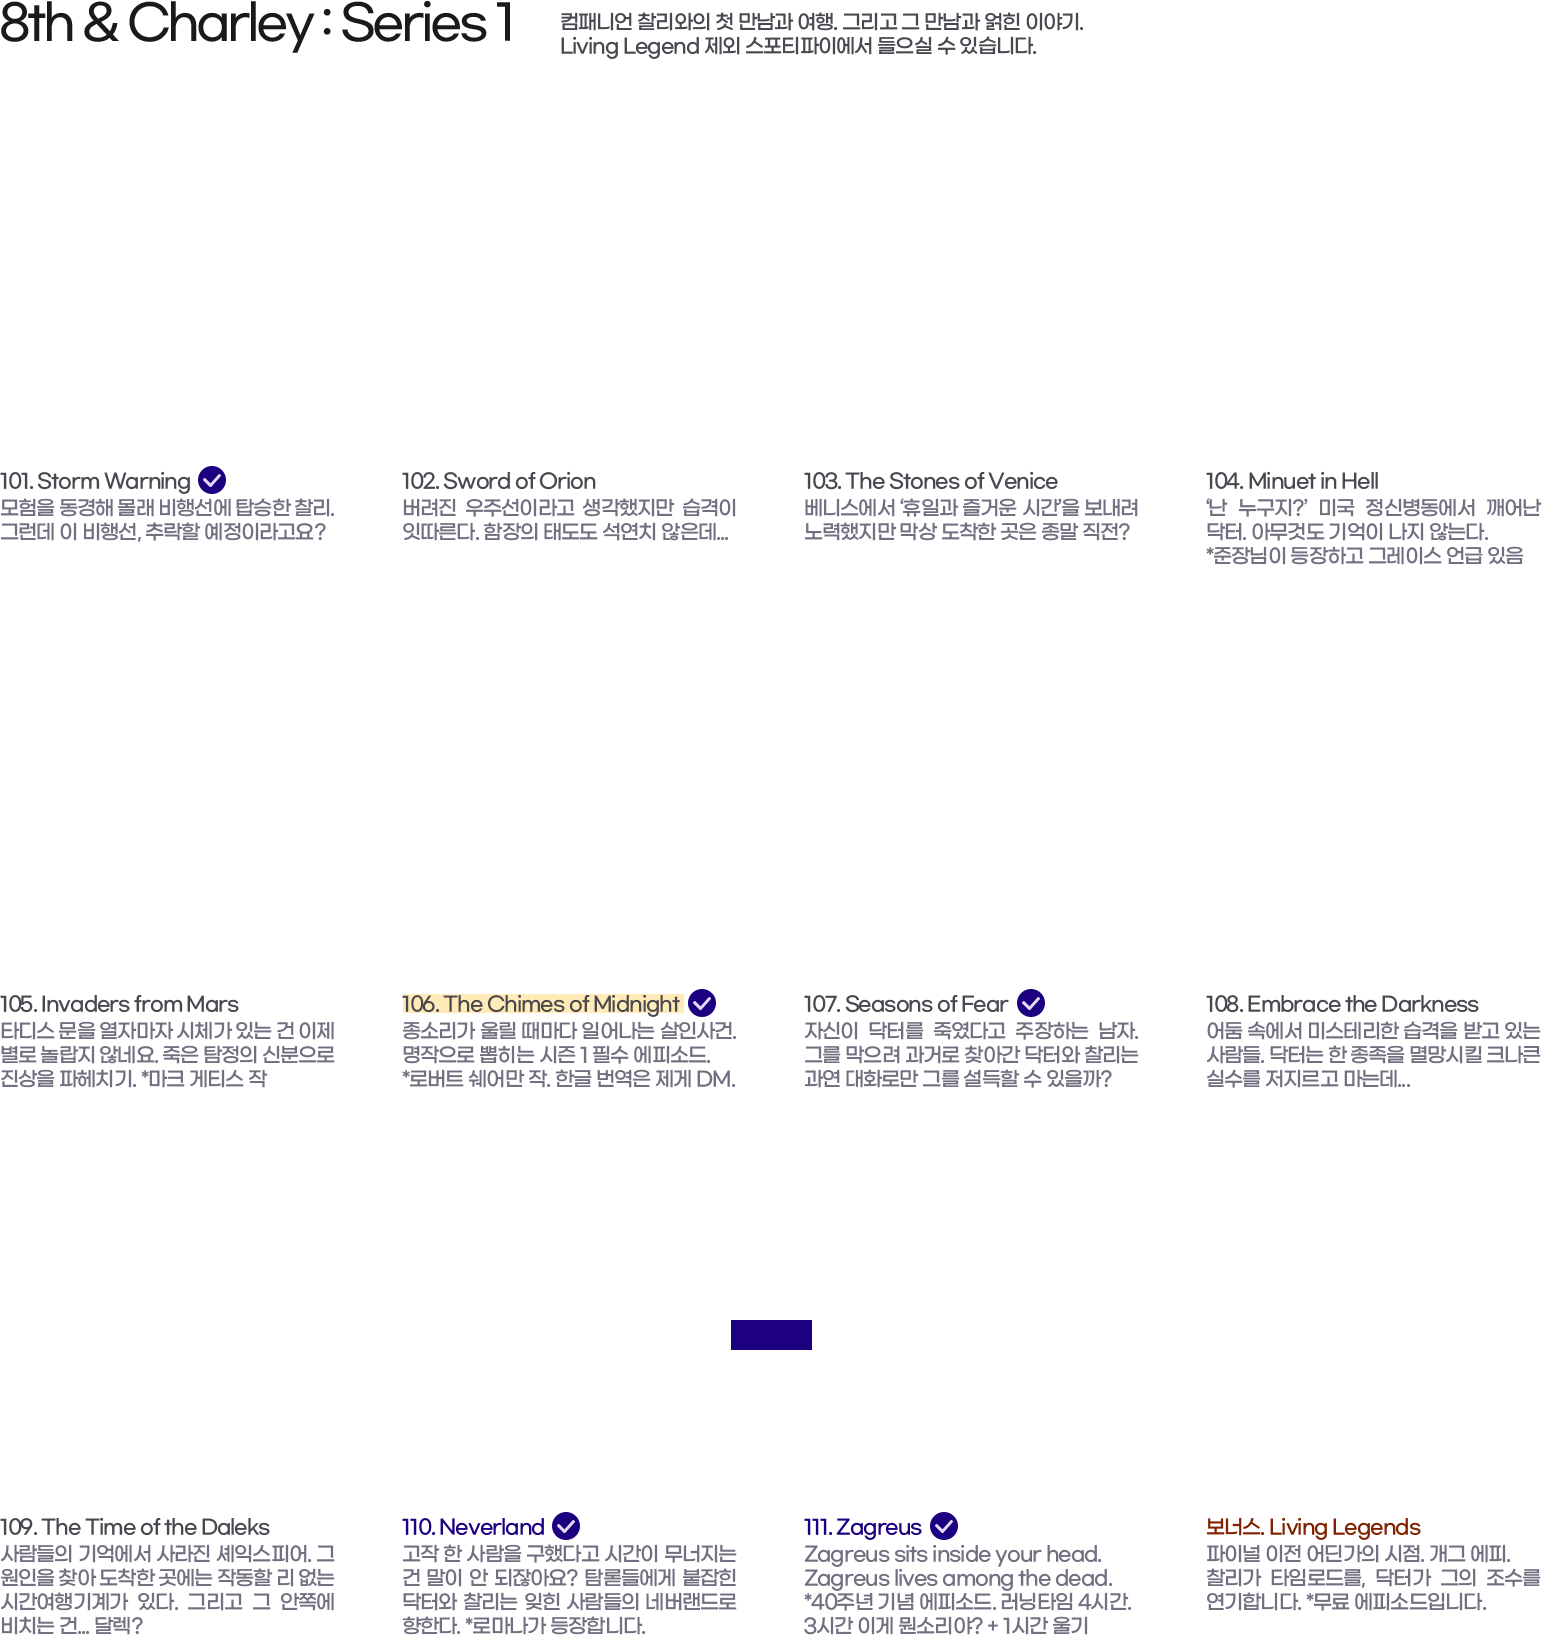 8th & Charley : Series 1
컴패니언 찰리와의 첫 만남과 여행. 그리고 그 만남과 얽힌 이야기.
Living Legend 제외 스포티파이에서 들으실 수 있습니다.
101. Storm Warning
모험을 동경해 몰래 비행선에 탑승한 찰리.
그런데 이 비행선, 추락할 예정이라고요?
102. Sword of Orion
버려진 우주선이라고 생각했지만 습격이
잇따른다. 함장의 태도도 석연치 않은데...
103. The Stones of Venice
베니스에서 ‘휴일과 즐거운 시간’을 보내려
노력했지만 막상 도착한 곳은 종말 직전?
104. Minuet in Hell
‘난 누구지?’ 미국 정신병동에서 깨어난
닥터. 아무것도 기억이 나지 않는다.
*준장님이 등장하고 그레이스 언급 있음
105. Invaders from Mars
타디스 문을 열자마자 시체가 있는 건 이제
별로 놀랍지 않네요. 죽은 탐정의 신분으로
진상을 파헤치기. *마크 게티스 작
106. The Chimes of Midnight
종소리가 울릴 때마다 일어나는 살인사건.
명작으로 뽑히는 시즌 1 필수 에피소드.
*로버트 쉐어만 작. 한글 번역은 제게 DM.
107. Seasons of Fear
자신이 닥터를 죽였다고 주장하는 남자.
그를 막으려 과거로 찾아간 닥터와 찰리는
과연 대화로만 그를 설득할 수 있을까?
108. Embrace the Darkness
어둠 속에서 미스테리한 습격을 받고 있는
사람들. 닥터는 한 종족을 멸망시킬 크나큰
실수를 저지르고 마는데...
109. The Time of the Daleks
사람들의 기억에서 사라진 셰익스피어. 그
원인을 찾아 도착한 곳에는 작동할 리 없는
시간여행기계가 있다. 그리고 그 안쪽에
비치는 건... 달렉?
110. Neverland
고작 한 사람을 구했다고 시간이 무너지는
건 말이 안 되잖아요? 탐론들에게 붙잡힌
닥터와 찰리는 잊힌 사람들의 네버랜드로
향한다. *로마나가 등장합니다.
111. Zagreus
Zagreus sits inside your head.
Zagreus lives among the dead.
*40주년 기념 에피소드. 러닝타임 4시간.
3시간 이게 뭔소리야? + 1시간 울기
보너스. Living Legends
파이널 이전 어딘가의 시점. 개그 에피.
찰리가 타임로드를, 닥터가 그의 조수를
연기합니다. *무료 에피소드입니다.